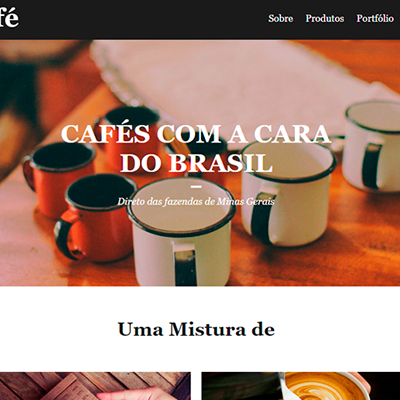 fé
Sobre Produtos Portfólio
CAFÉS COM A CARA
DO BRASIL
Direto das fazendas de Minas Gerais
Uma Mistura de